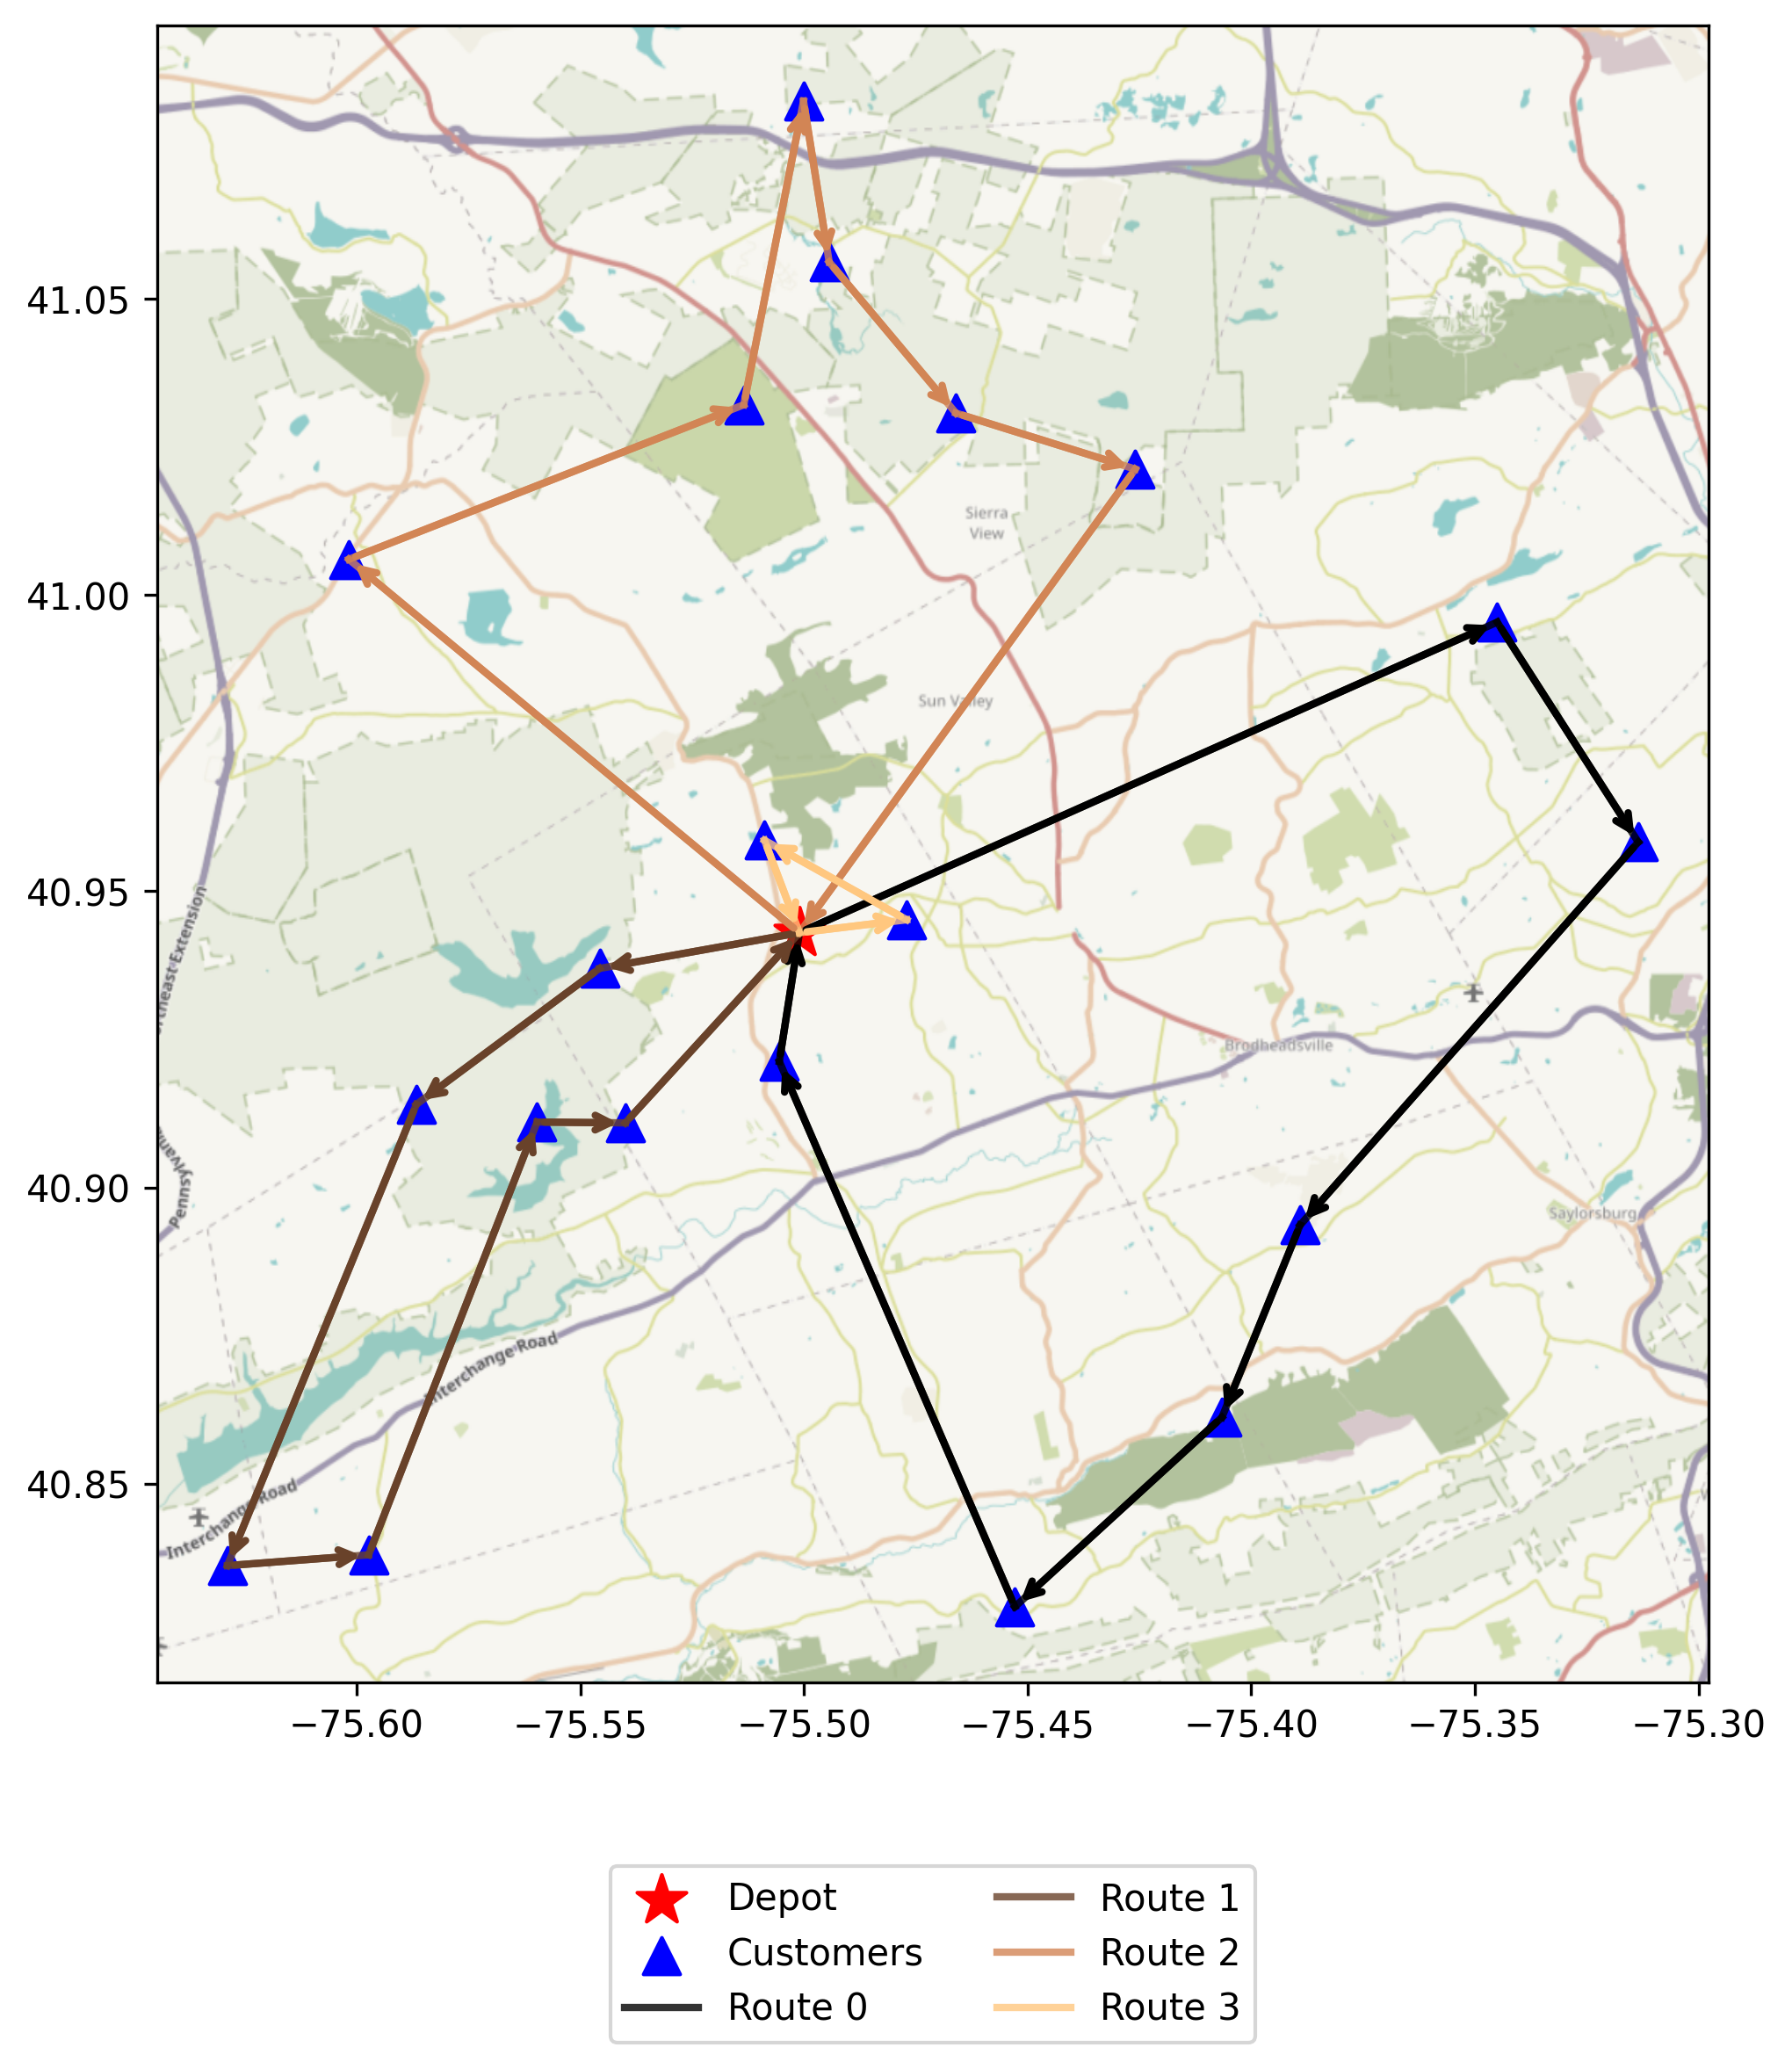 41.05
41.00
40.95
40.90
40.85
Sierra
View
Sun Valley
Brodheadsville
Saylorsburg
rtheast Extension
Pennsylvani
Interchange Road
Interchange Road
−75.60
−75.55
−75.50
−75.45
−75.40
−75.35
−75.30
Depot
Customers
Route 0
Route 1
Route 2
Route 3